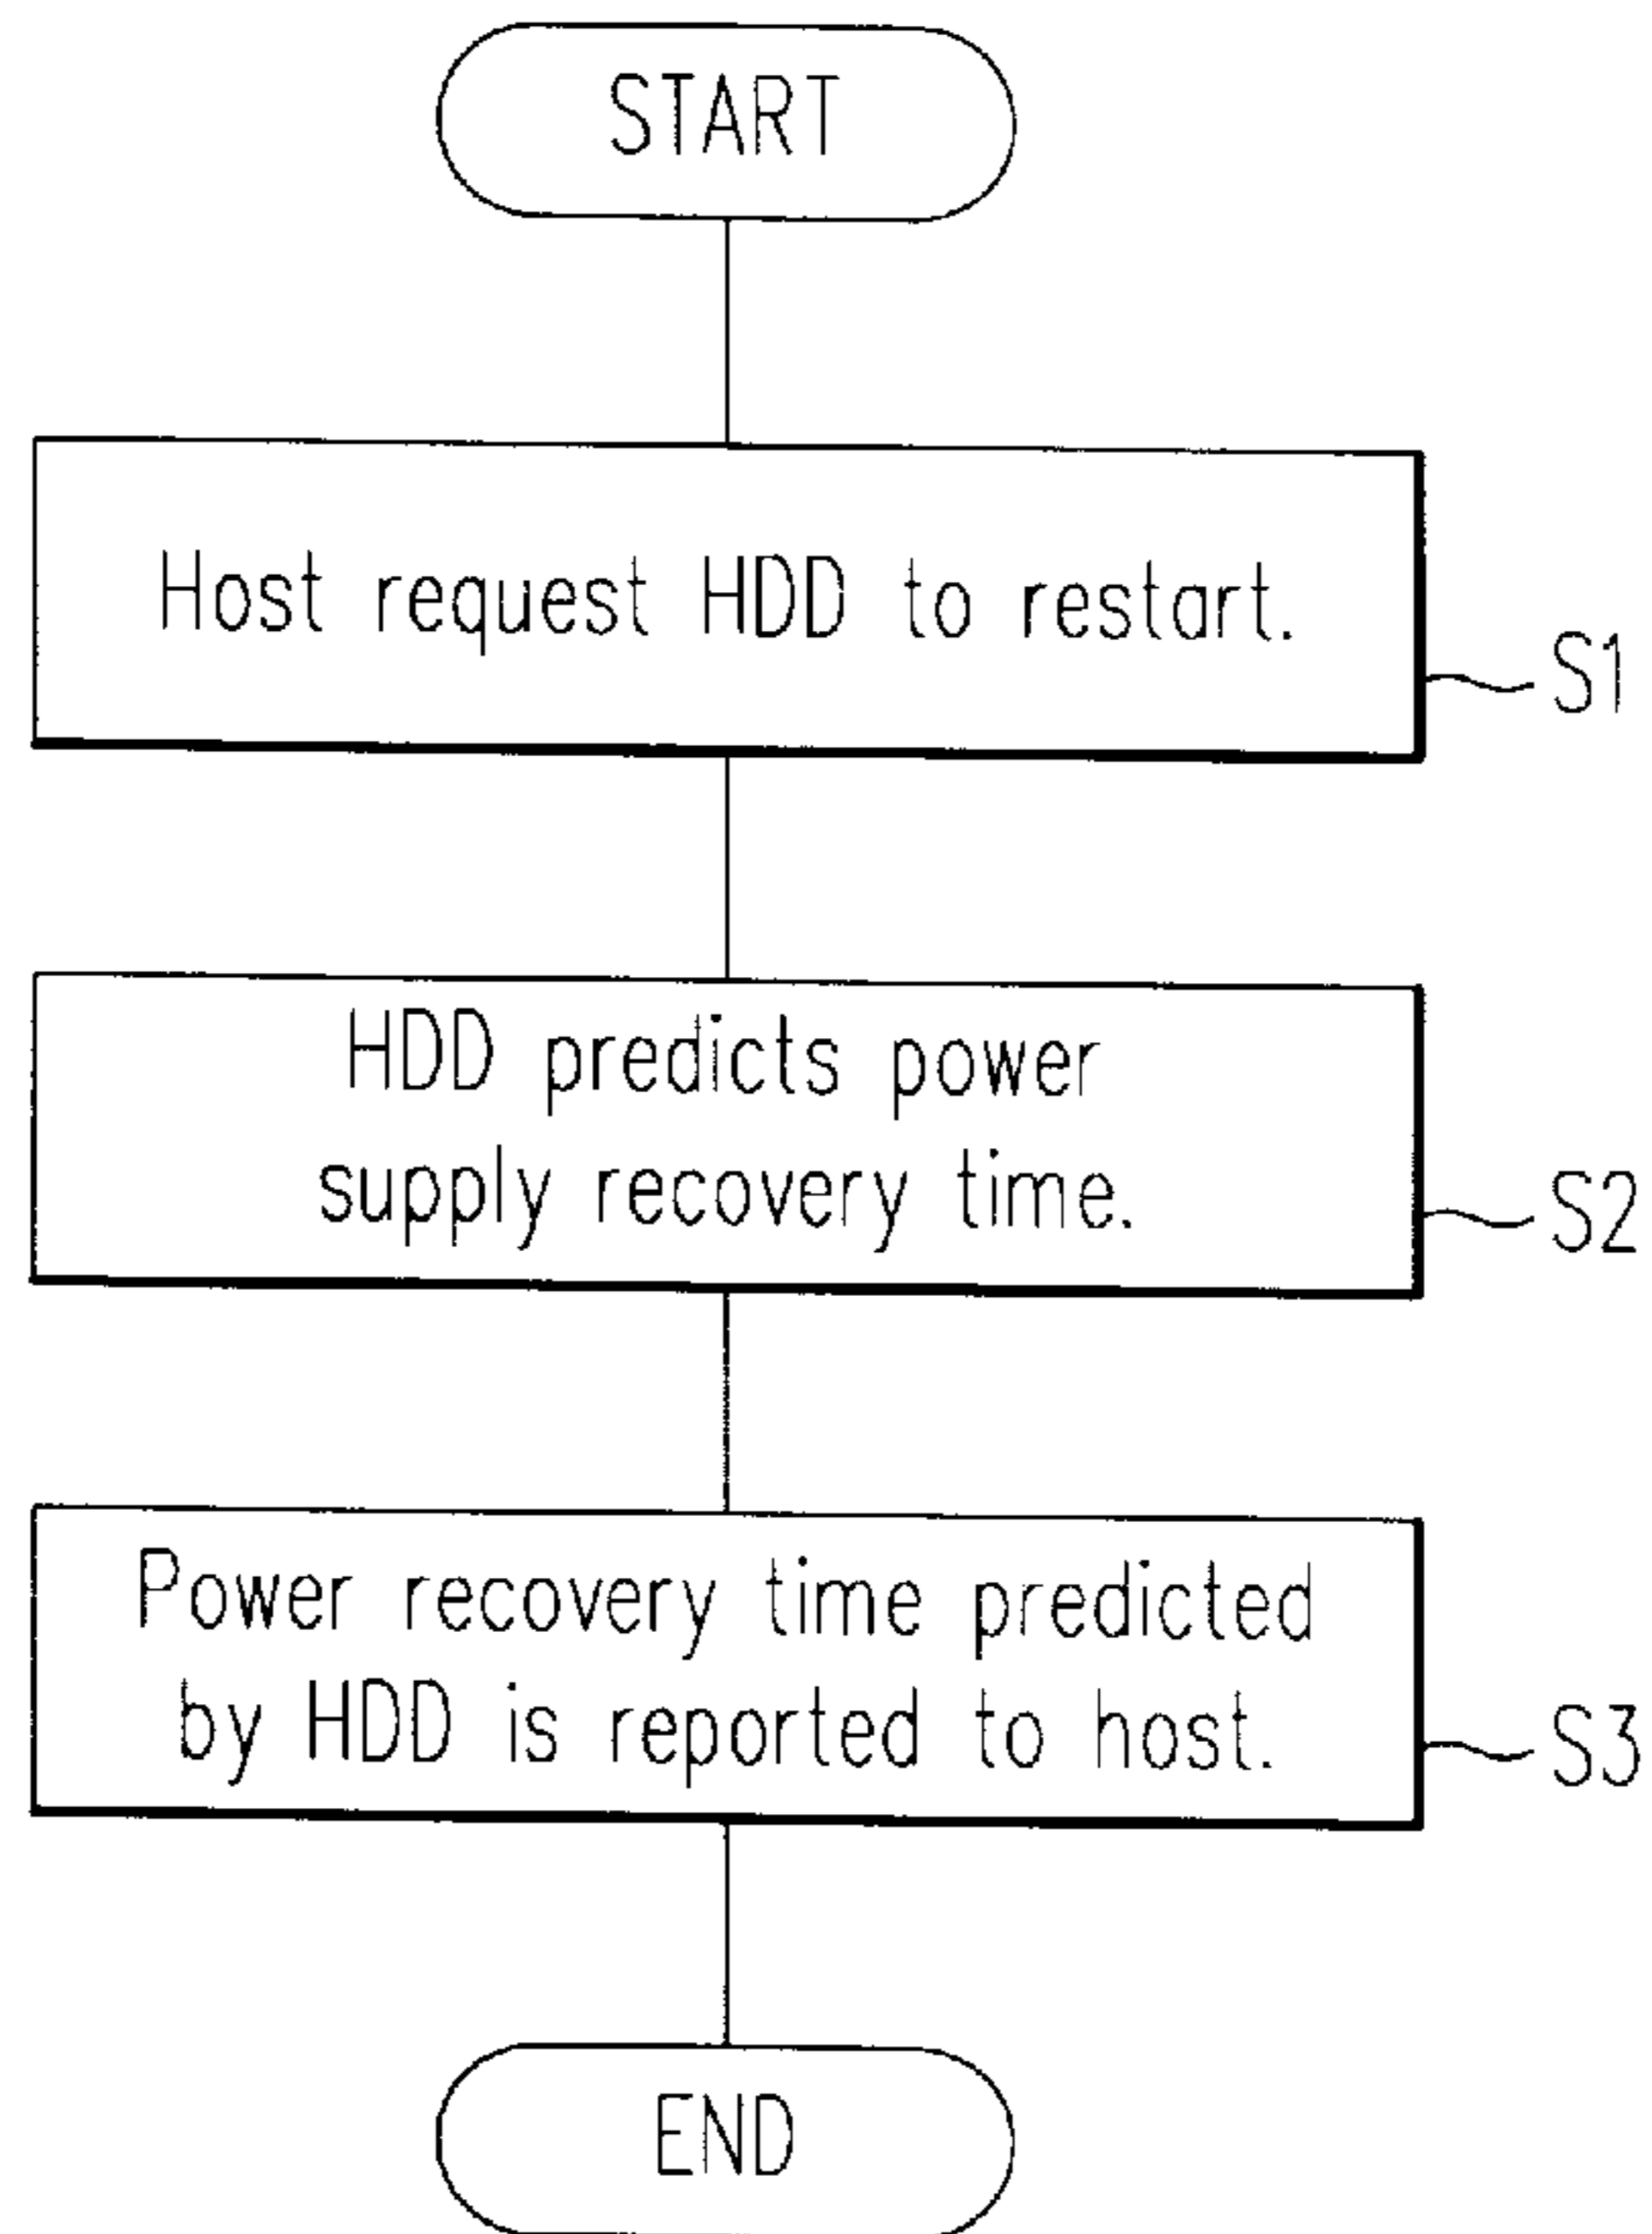 START
Host request HDD to restart.
S1
HDD predicts power
supply recovery time.
S2
Power recovery time predicted
by HDD is reported to host.
S3
END